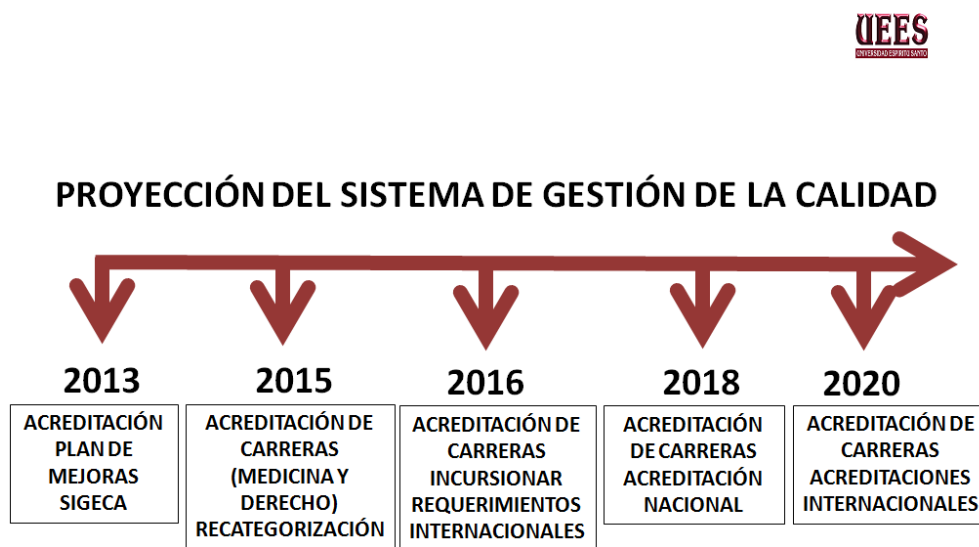 UEES
UNIVERSIDAD ESPÍRITU SANTO
PROYECCIÓN DEL SISTEMA DE GESTIÓN DE LA CALIDAD
2013
ACREDITACIÓN
PLAN DE
MEJORAS
SIGECA
2015
ACREDITACIÓN DE
CARRERAS
(MEDICINA Y
DERECHO)
RECATEGORIZACIÓN
2016
ACREDITACIÓN DE
CARRERAS
INCURSIONAR
REQUERIMIENTOS
INTERNACIONALES
2018
ACREDITACIÓN
DE CARRERAS
ACREDITACIÓN
NACIONAL
2020
ACREDITACIÓN DE
CARRERAS
ACREDITACIONES
INTERNACIONALES